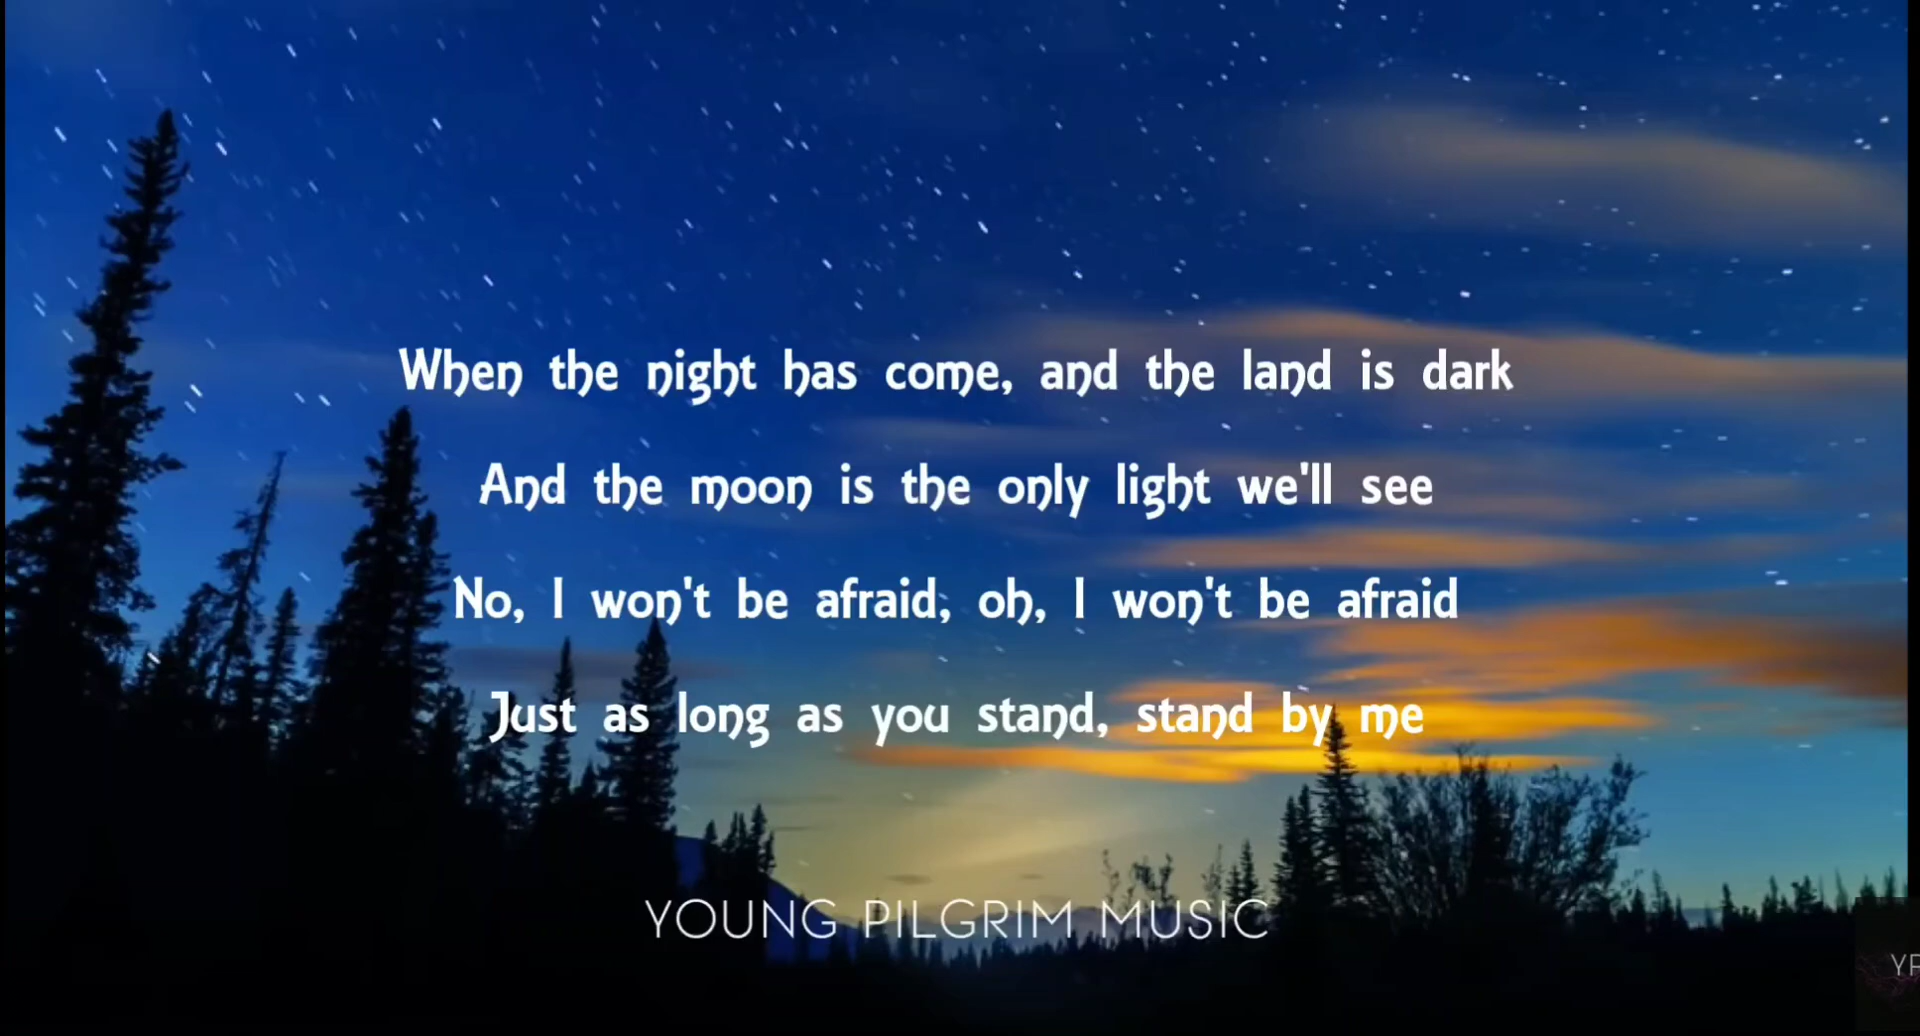 When the night has come, and the land is dark
And the moon is the only light we'll see
No, I won't be afraid, oh, I won't be afraid
Just as long as you stand, stand by me
YOUNG PILGRIM MUSIC